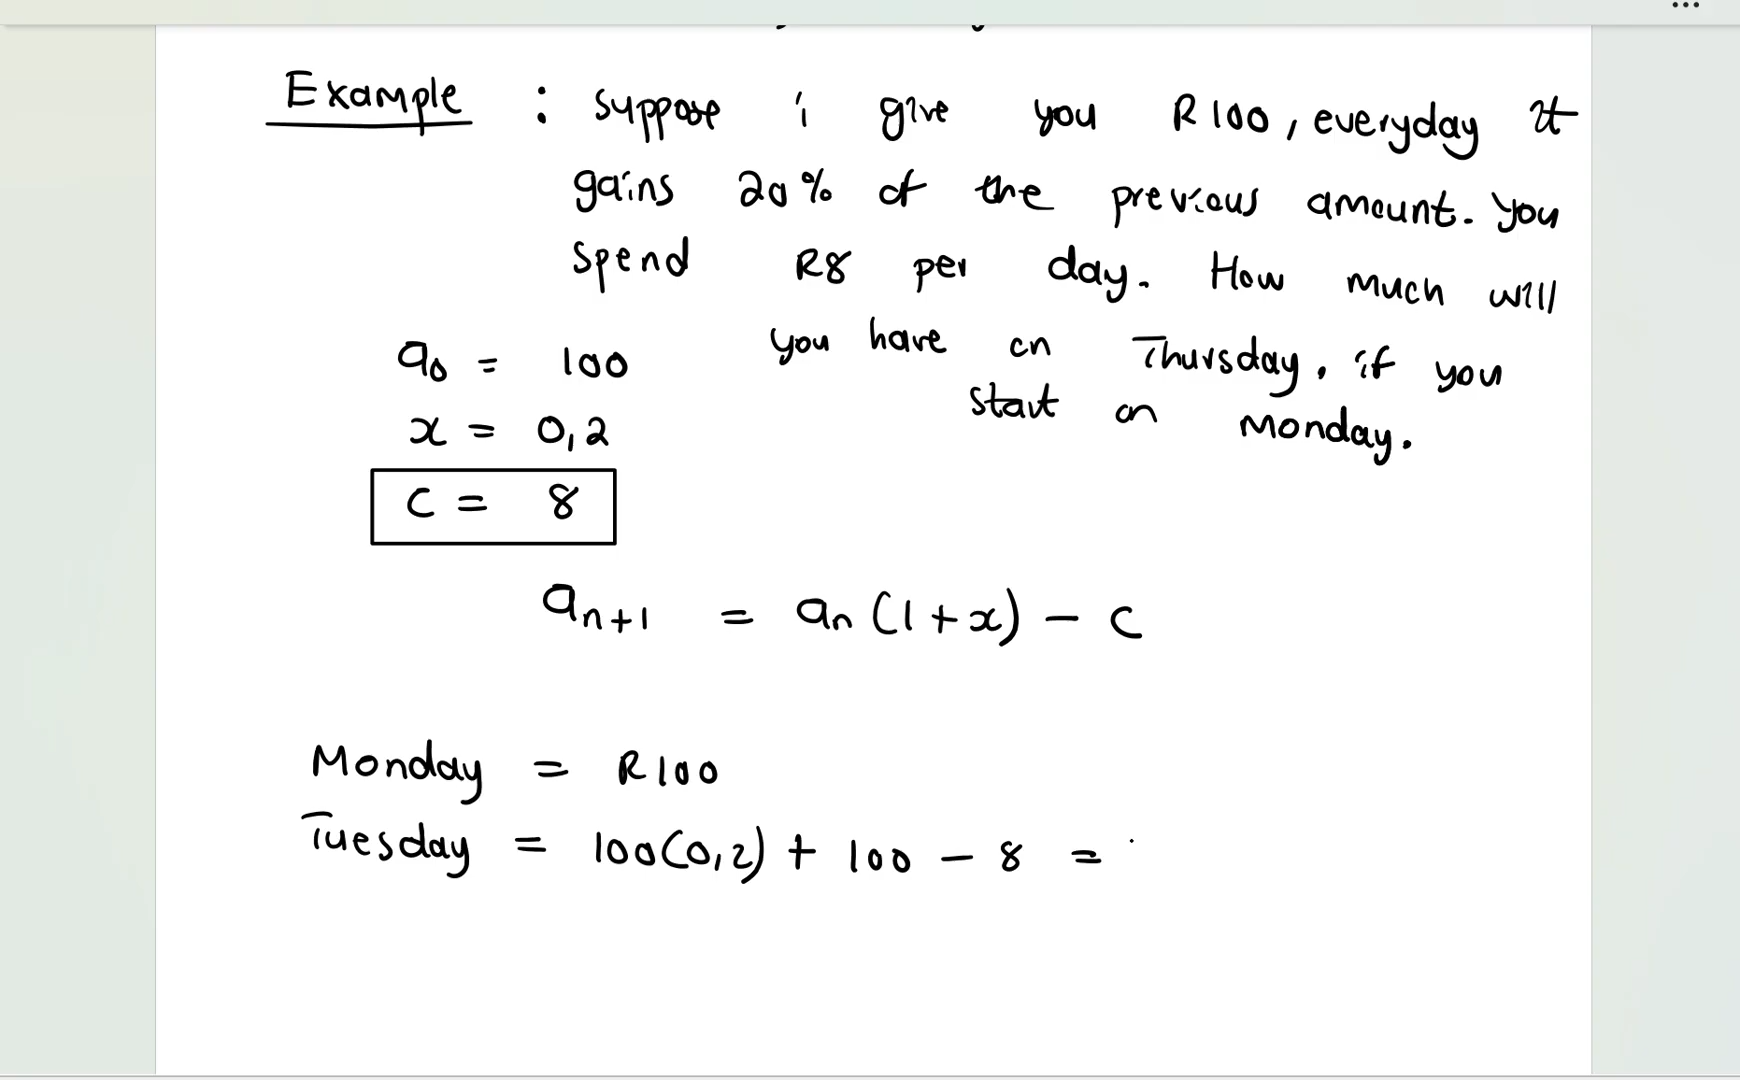 Example : suppose i give you R100, everyday it
gains 20% of the previous amount. You
spend R8 per day. How much will
you have on Thursday, if you
start on monday.
a0 = 100
x = 0,2
c = 8
an+1 = an (1+x) - c
Monday = R100
Tuesday = 100(0,2) + 100 - 8 =